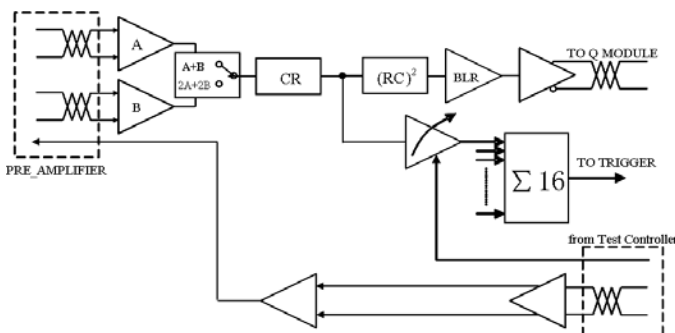 A
B
A+B
2A+2B
CR
(RC)²
BLR
TO Q MODULE
PRE_AMPLIFIER
Σ 16
TO TRIGGER
from Test Controller